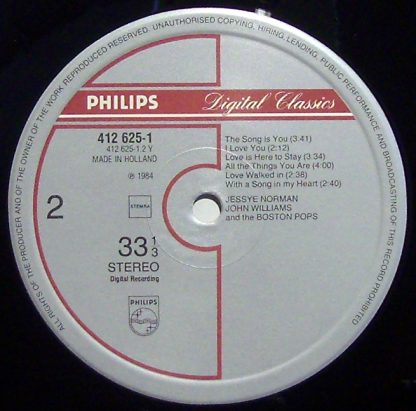 ALL RIGHTS OF THE PRODUCER AND OF THE OWNER OF THE WORK REPRODUCED RESERVED. UNAUTHORISED COPYING, HIRING, LENDING, PUBLIC PERFORMANCE AND BROADCASTING OF THIS RECORD PROHIBITED
PHILIPS
Digital Classics
412 625-1
412 625-1.2 Y
MADE IN HOLLAND
℗ 1984
2
STEMRA
33 1/3
STEREO
Digital Recording
PHILIPS
The Song is You (3:41)
I Love You (2:12)
Love is Here to Stay (3:34)
All the Things You Are (4:00)
Love Walked in (2:38)
With a Song in my Heart (2:40)
JESSYE NORMAN
JOHN WILLIAMS
and the BOSTON POPS